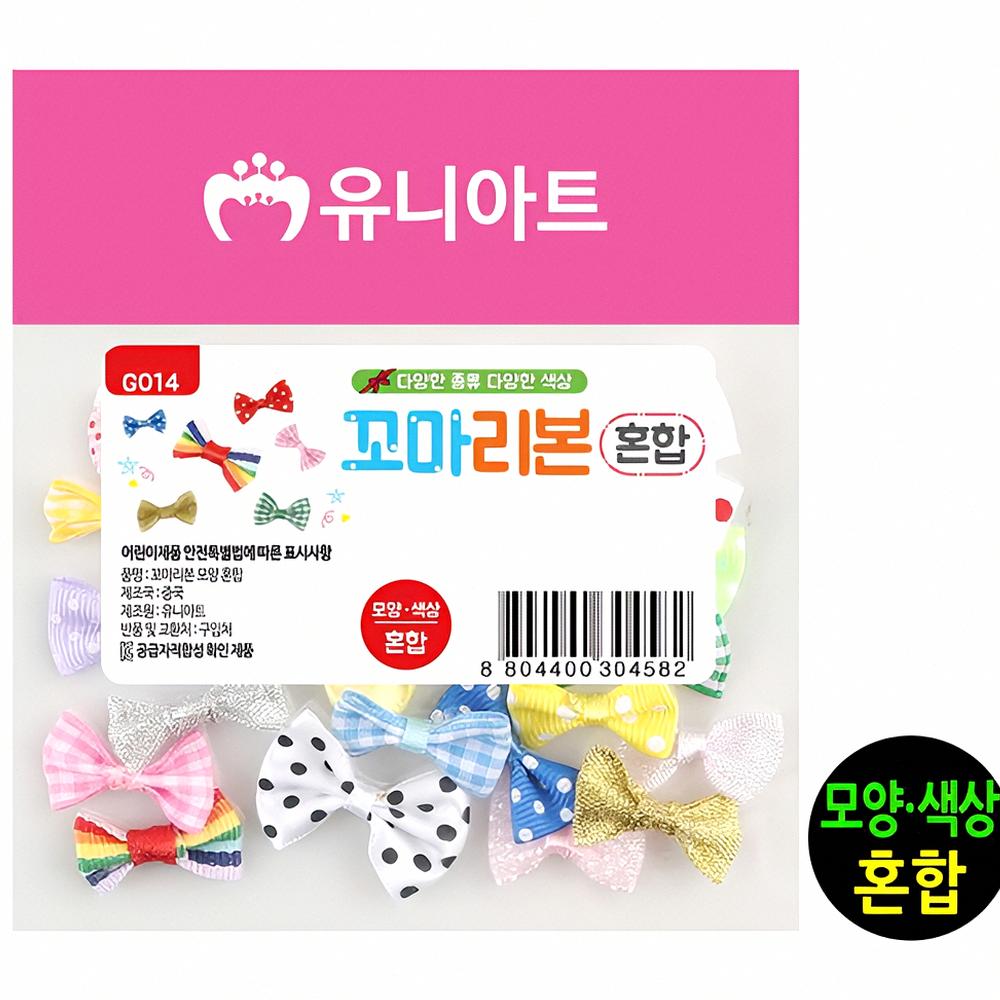 유니아트
G014
다양한 종류 다양한 색상
꼬마리본 혼합
어린이제품 안전특별법에 따른 표시사항
품명 : 꼬마리본 모양 혼합
제조국 : 중국
제조원 : 유니아트
반품 및 교환처 : 구입처
공급자적합성 확인 제품
모양·색상
혼합
8 804400 304582
모양·색상
혼합